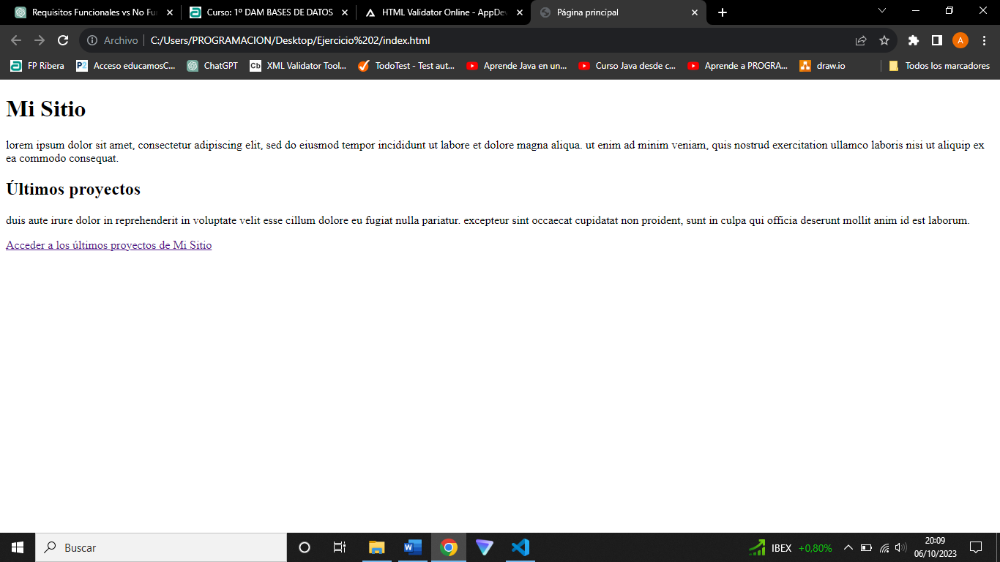 Requisitos Funcionales vs No Fu
Curso: 1º DAM BASES DE DATOS
HTML Validator Online - AppDev
Página principal
Archivo
C:/Users/PROGRAMACION/Desktop/Ejercicio%202/index.html
A
FP Ribera
Acceso educamosC...
ChatGPT
Cb
XML Validator Tool...
TodoTest - Test aut...
Aprende Java en un...
Curso Java desde c...
Aprende a PROGRA...
draw.io
Todos los marcadores
Mi Sitio
lorem ipsum dolor sit amet, consectetur adipiscing elit, sed do eiusmod tempor incididunt ut labore et dolore magna aliqua. ut enim ad minim veniam, quis nostrud exercitation ullamco laboris nisi ut aliquip ex
ea commodo consequat.
Últimos proyectos
duis aute irure dolor in reprehenderit in voluptate velit esse cillum dolore eu fugiat nulla pariatur. excepteur sint occaecat cupidatat non proident, sunt in culpa qui officia deserunt mollit anim id est laborum.
Acceder a los últimos proyectos de Mi Sitio
Buscar
IBEX +0,80%
20:09
06/10/2023